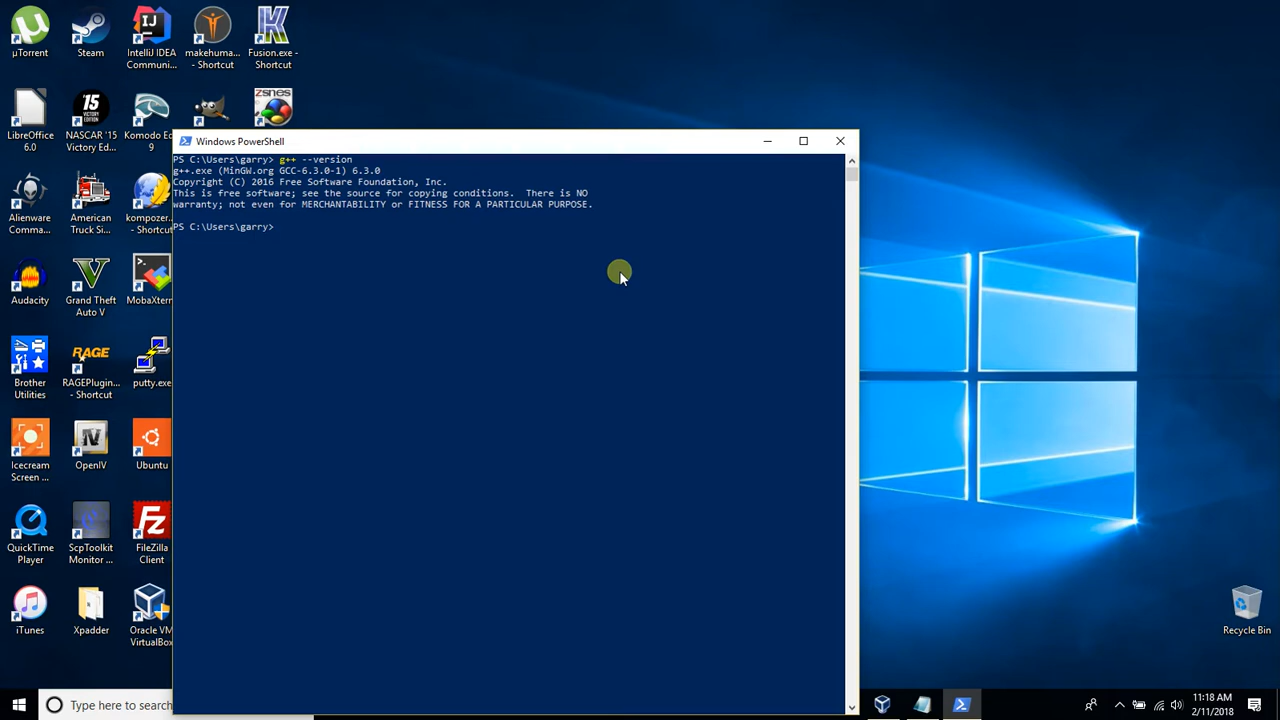 µTorrent
Steam
IntelliJ IDEA
Communi...
makehuma...
- Shortcut
Fusion.exe -
Shortcut
LibreOffice
6.0
'15
VICTORY
EDITION
NASCAR '15
Victory Ed...
Komodo Ed
9
ZSNES
Windows PowerShell
PS C:\Users\garry> g++ --version
g++.exe (MinGW.org GCC-6.3.0-1) 6.3.0
Copyright (C) 2016 Free Software Foundation, Inc.
This is free software; see the source for copying conditions.  There is NO
warranty; not even for MERCHANTABILITY or FITNESS FOR A PARTICULAR PURPOSE.
PS C:\Users\garry>
Alienware
Comma...
American
Truck Si...
kompozer...
- Shortcut
Audacity
Grand Theft
Auto V
MobaXterm
Brother
Utilities
RAGE
RAGEPlugin...
- Shortcut
putty.exe
Icecream
Screen ...
OpenIV
Ubuntu
QuickTime
Player
ScpToolkit
Monitor ...
FileZilla
Client
iTunes
Xpadder
Oracle VM
VirtualBox
Recycle Bin
Type here to search
11:18 AM
2/11/2018